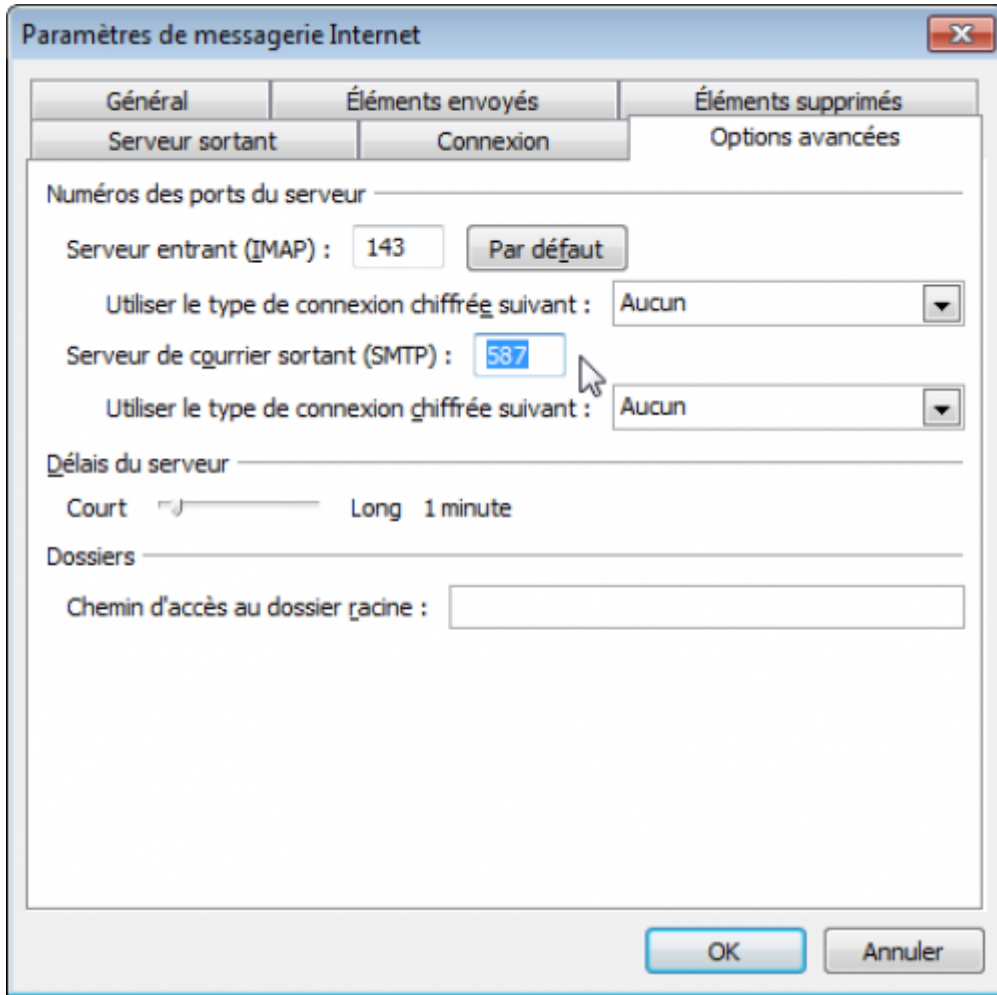 Paramètres de messagerie Internet
Général Éléments envoyés Éléments supprimés
Serveur sortant Connexion Options avancées
Numéros des ports du serveur
Serveur entrant (IMAP) : 143 Par défaut
Utiliser le type de connexion chiffrée suivant : Aucun
Serveur de courrier sortant (SMTP) : 587
Utiliser le type de connexion chiffrée suivant : Aucun
Délais du serveur
Court Long 1 minute
Dossiers
Chemin d'accès au dossier racine :
OK Annuler